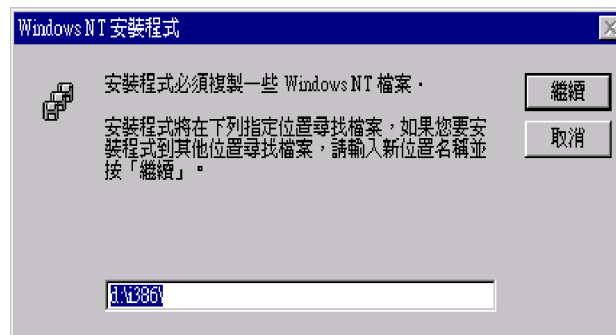 Windows NT 安裝程式
安裝程式必須複製一些 Windows NT 檔案。
繼續
安裝程式將在下列指定位置尋找檔案，如果您要安
裝程式到其他位置尋找檔案，請輸入新位置名稱並
按「繼續」。
取消
d:\i386\